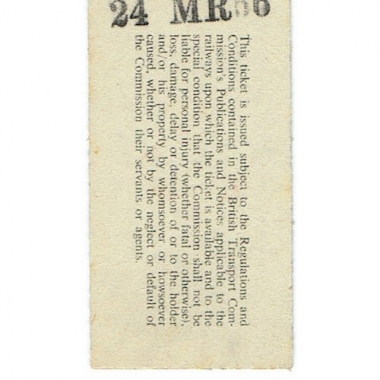 24 MR56
This ticket is issued subject to the Regulations and
Conditions contained in the British Transport Com-
mission's Publications and Notices applicable to the
railways upon which the ticket is available and to the
special condition that the Commission shall not be
liable for personal injury (whether fatal or otherwise),
loss, damage, delay or detention of or to the holder
and/or his property by whomsoever or howsoever
caused, whether or not by the neglect or default of
the Commission their servants or agents.